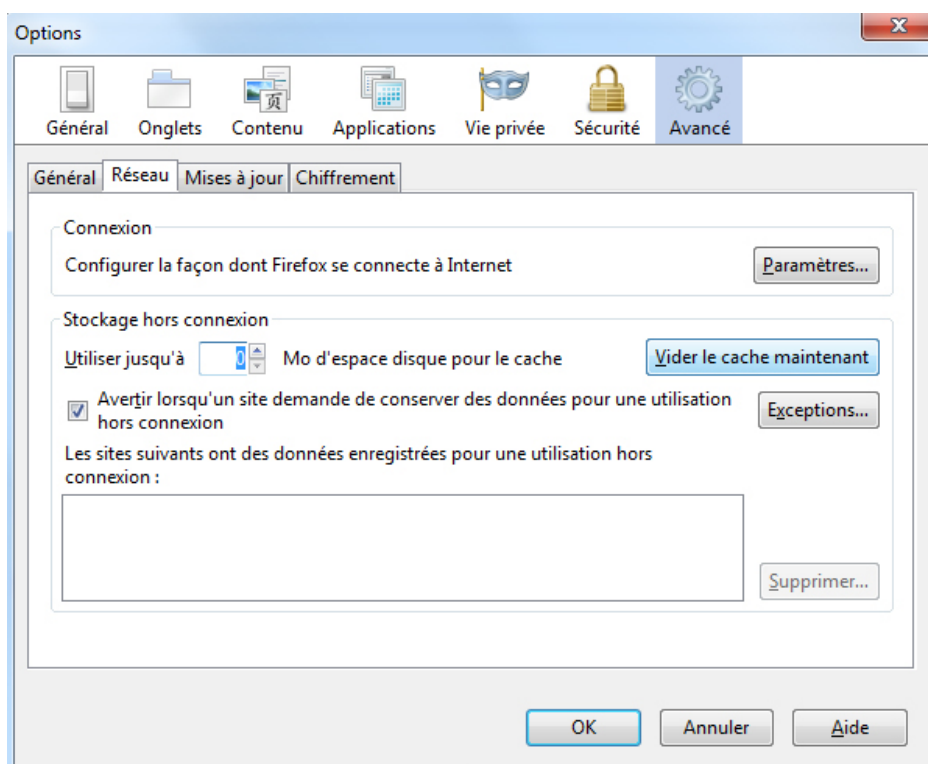 Options
Général Onglets Contenu Applications Vie privée Sécurité Avancé
Général Réseau Mises à jour Chiffrement
Connexion
Configurer la façon dont Firefox se connecte à Internet Paramètres...
Stockage hors connexion
Utiliser jusqu'à 0 Mo d'espace disque pour le cache Vider le cache maintenant
Avertir lorsqu'un site demande de conserver des données pour une utilisation
hors connexion Exceptions...
Les sites suivants ont des données enregistrées pour une utilisation hors
connexion :
Supprimer...
OK Annuler Aide